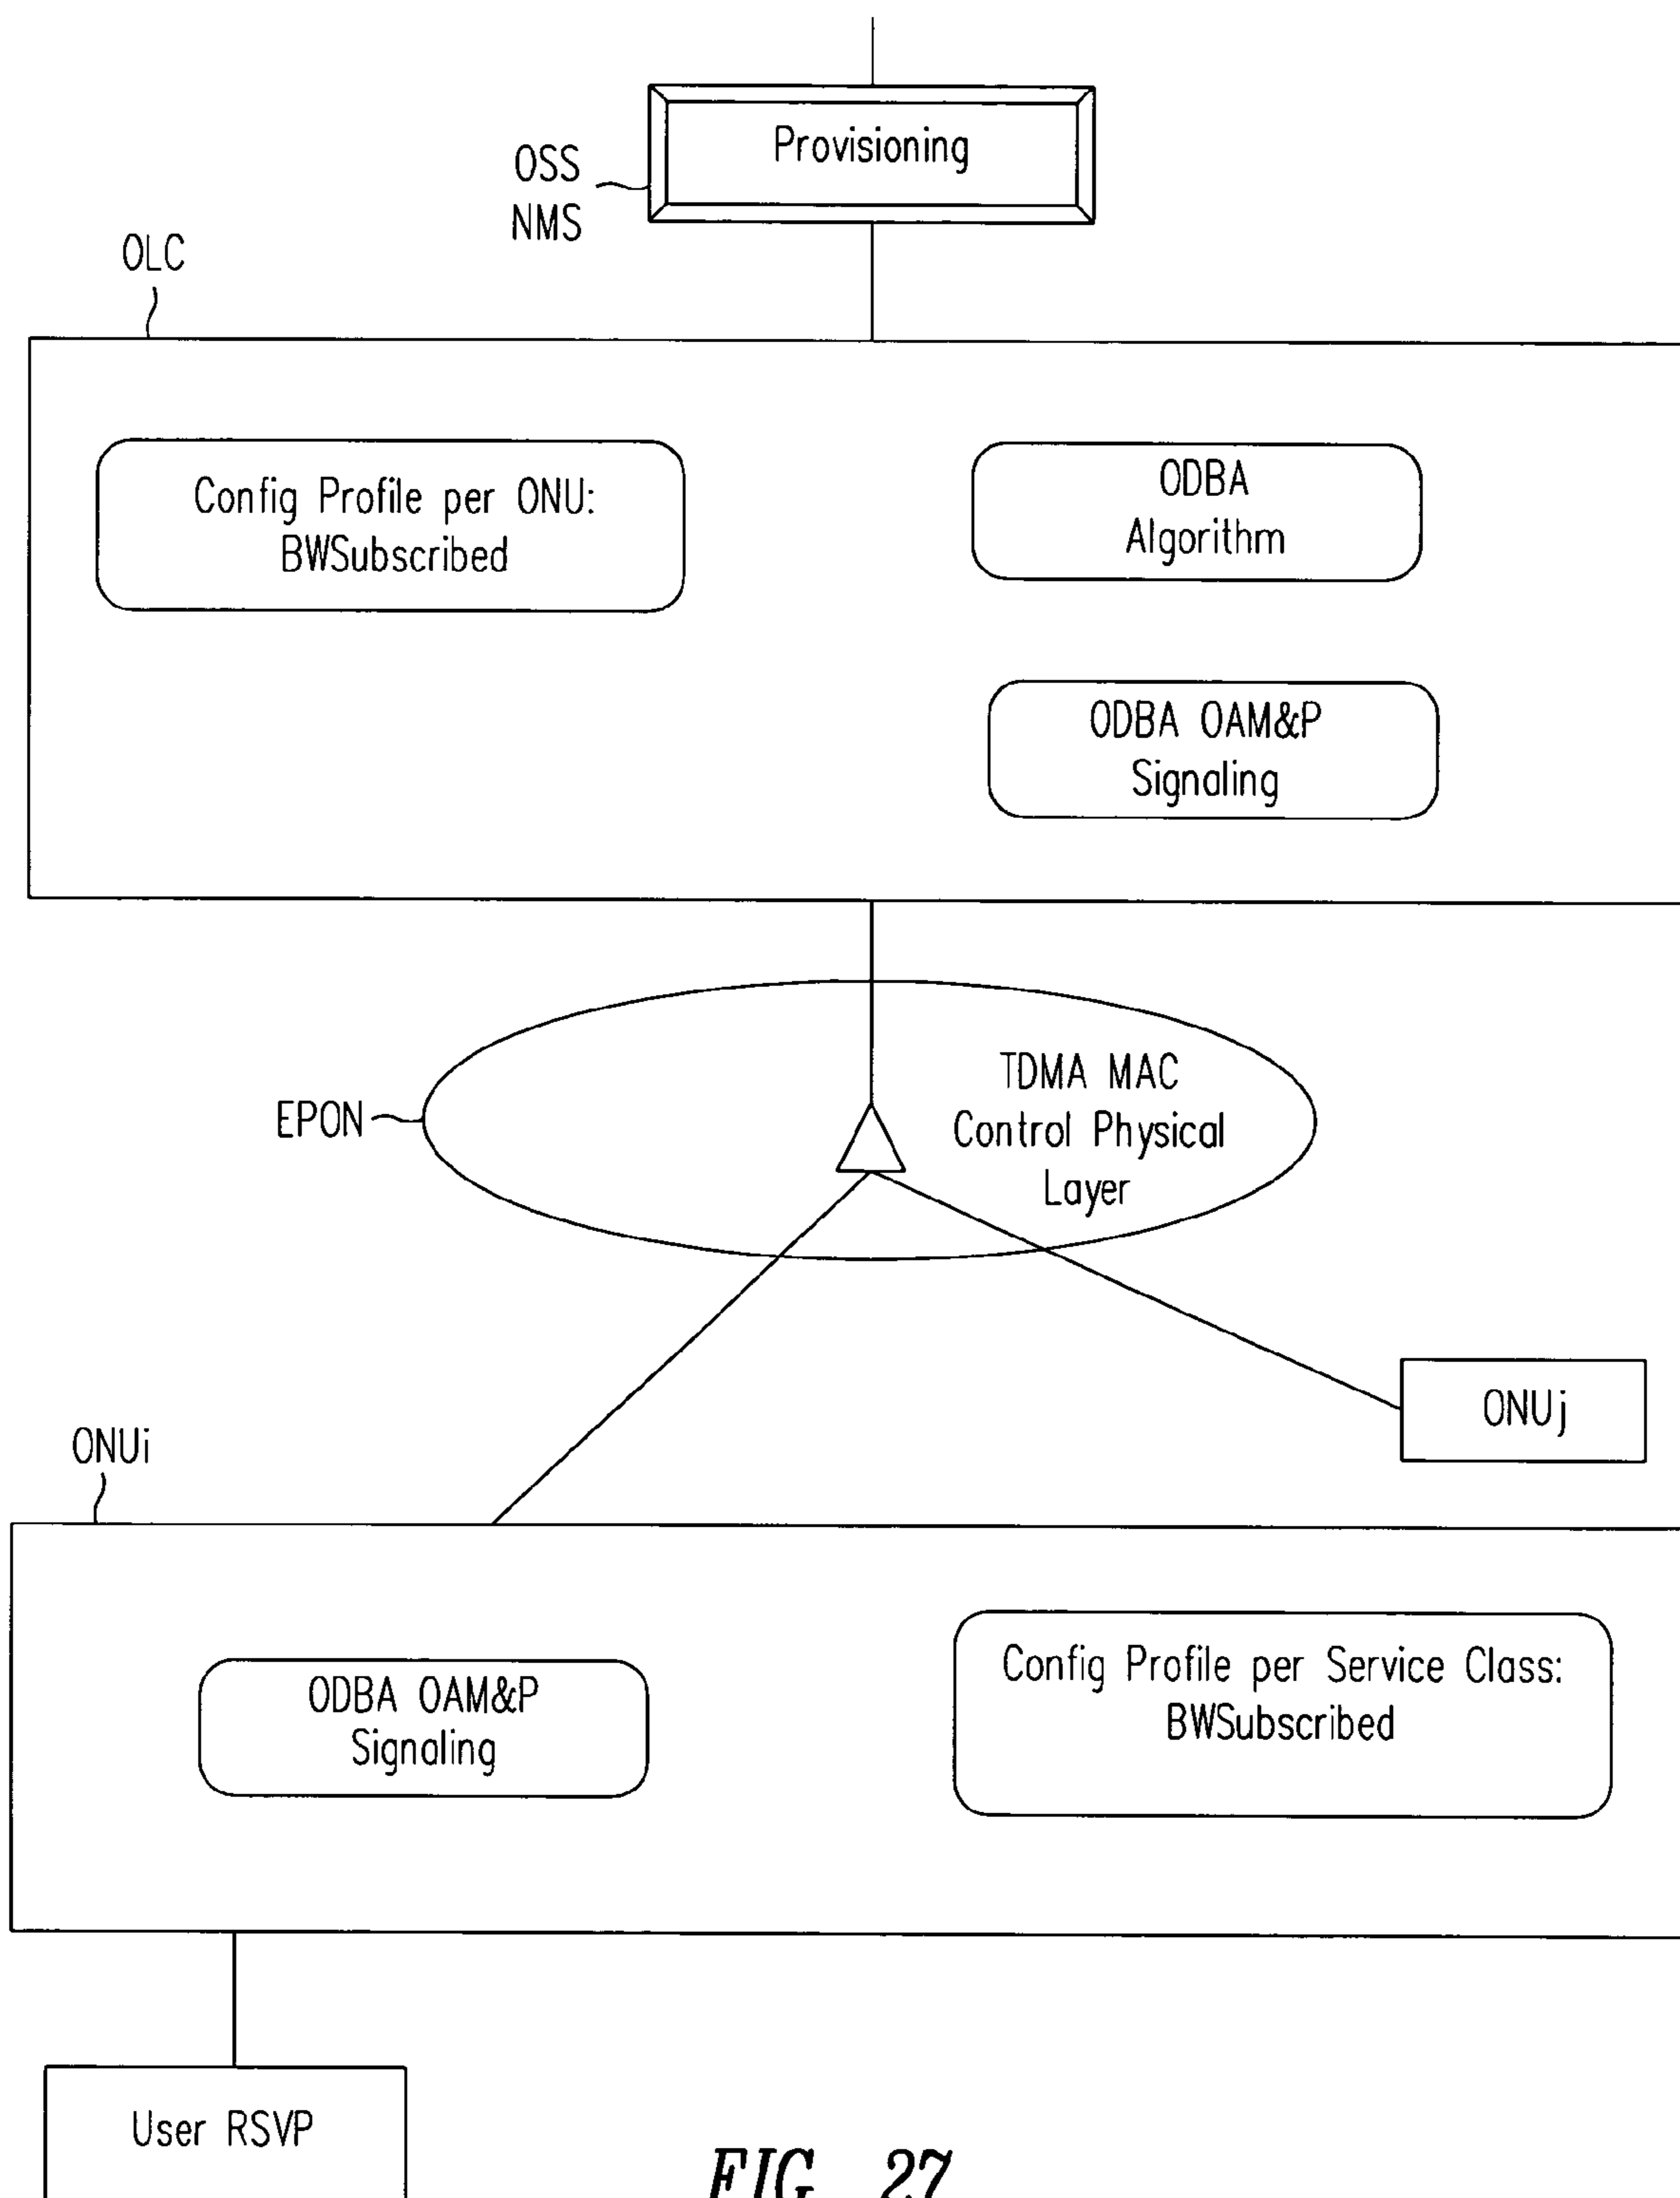 Provisioning
OSS
NMS
OLC
Config Profile per ONU:
BWSubscribed
ODBA
Algorithm
ODBA OAM&P
Signaling
EPON
TDMA MAC
Control Physical
Layer
ONUj
ONUi
ODBA OAM&P
Signaling
Config Profile per Service Class:
BWSubscribed
User RSVP
FIG. 27